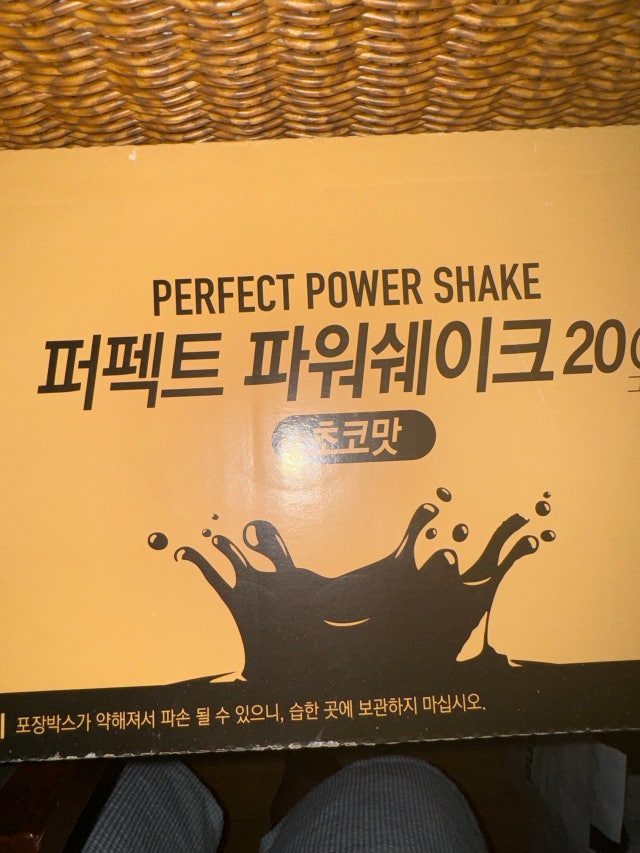 PERFECT POWER SHAKE
퍼펙트 파워쉐이크 20g
초코맛
포장박스가 약해져서 파손 될 수 있으니, 습한 곳에 보관하지 마십시오.